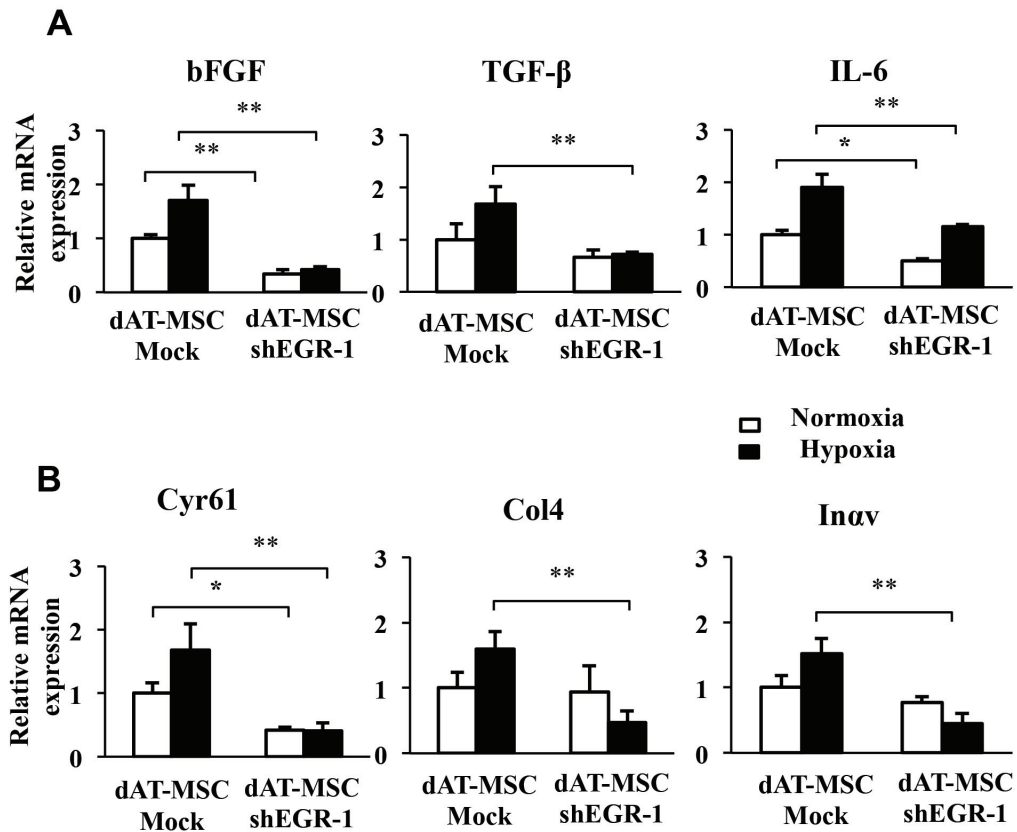 A
bFGF
TGF-β
IL-6
Relative mRNA
expression
3
2
1
0
**
**
3
2
1
0
**
3
2
1
0
**
*
dAT-MSC
Mock
dAT-MSC
shEGR-1
dAT-MSC
Mock
dAT-MSC
shEGR-1
dAT-MSC
Mock
dAT-MSC
shEGR-1
Normoxia
Hypoxia
B
Cyr61
Col4
Inαv
Relative mRNA
expression
3
2
1
0
**
*
3
2
1
0
**
3
2
1
0
**
dAT-MSC
Mock
dAT-MSC
shEGR-1
dAT-MSC
Mock
dAT-MSC
shEGR-1
dAT-MSC
Mock
dAT-MSC
shEGR-1